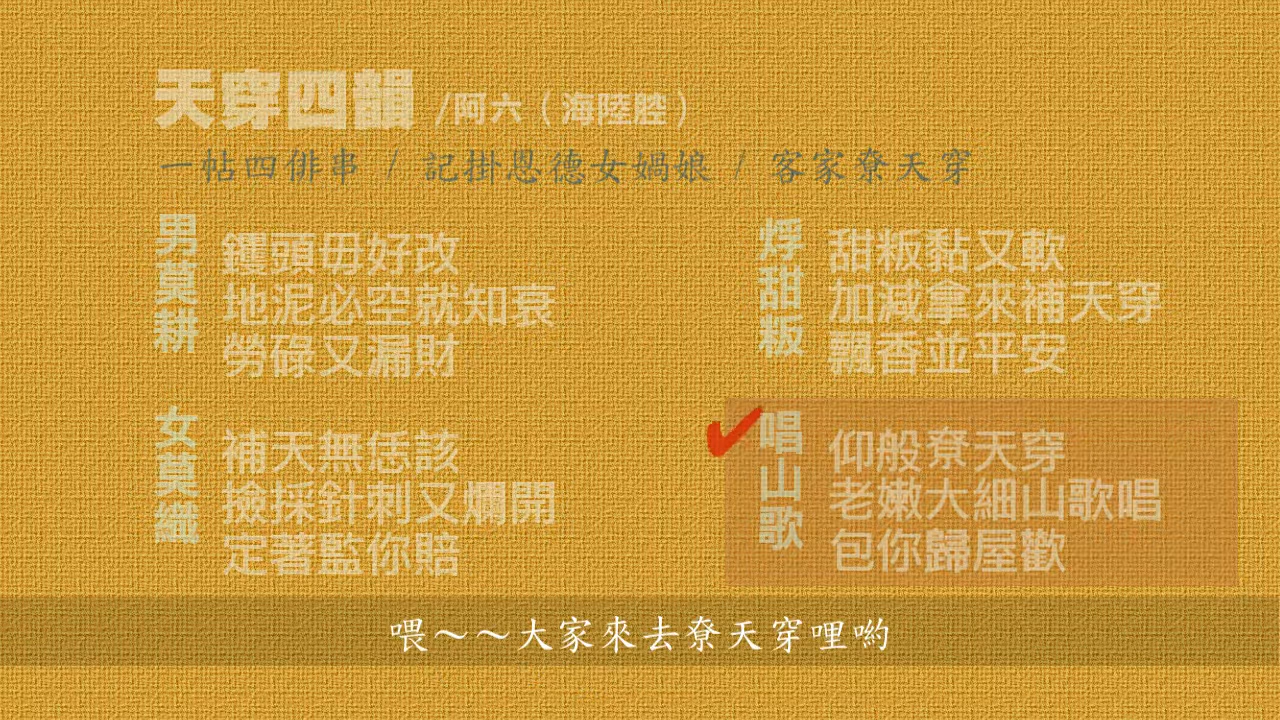 天穿四韻 /阿六（海陸腔）
一帖四俳串 / 記掛恩德女媧娘 / 客家尞天穿
男莫耕
钁頭毋好改
地泥必空就知衰
勞碌又漏財
女莫織
補天無恁該
撿採針刺又爛開
定著監你賠
烰甜粄
甜粄黏又軟
加減拿來補天穿
飄香並平安
唱山歌
仰般尞天穿
老嫩大細山歌唱
包你歸屋歡
喂～～大家來去尞天穿哩喲